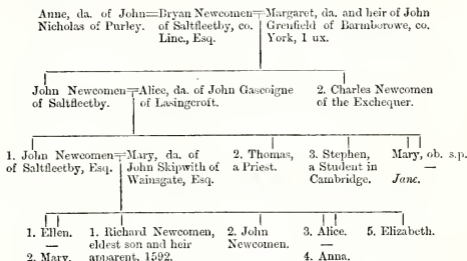 Anne, da. of John=Bryan Newcomen=Margaret, da. and heir of John
Nicholas of Purley. of Saltfleetby, co. Grenfield of Barmborowe, co.
Linc., Esq. York, 1 ux.
John Newcomen=Alice, da. of John Gascoigne 2. Charles Newcomen
of Saltfleetby. of Lasingcroft. of the Exchequer.
1. John Newcomen=Mary, da. of 2. Thomas, 3. Stephen, Mary, ob. s.p.
of Saltfleetby, Esq. John Skipwith of a Priest. a Student in —
Wainsgate, Esq. Cambridge. Jane.
1. Ellen. 1. Richard Newcomen, 2. John 3. Alice. 5. Elizabeth.
— eldest son and heir Newcomen. —
2. Mary. apparent, 1592. 4. Anna.